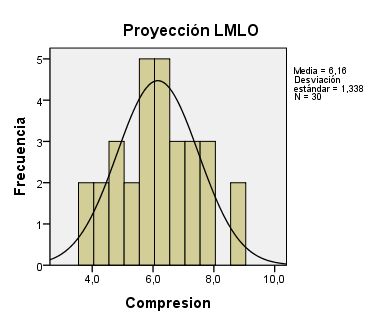 Proyección LMLO
Media = 6,16
Desviación
estándar = 1,338
N = 30
Frecuencia
5
4
3
2
1
0
4,0 6,0 8,0 10,0
Compresion